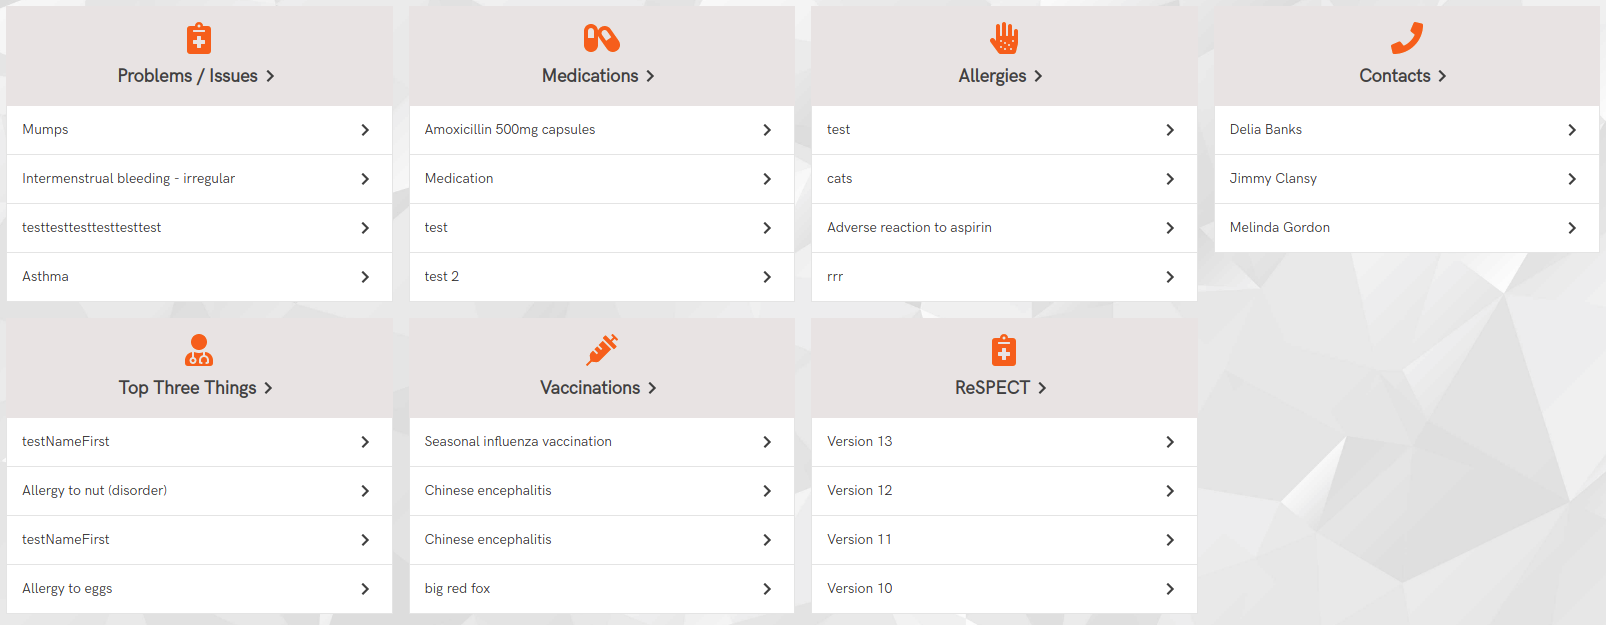 Problems / Issues
Mumps
Intermenstrual bleeding - irregular
testtesttesttesttesttest
Asthma
Medications
Amoxicillin 500mg capsules
Medication
test
test 2
Allergies
test
cats
Adverse reaction to aspirin
rrr
Contacts
Delia Banks
Jimmy Clansy
Melinda Gordon
Top Three Things
testNameFirst
Allergy to nut (disorder)
testNameFirst
Allergy to eggs
Vaccinations
Seasonal influenza vaccination
Chinese encephalitis
Chinese encephalitis
big red fox
ReSPECT
Version 13
Version 12
Version 11
Version 10